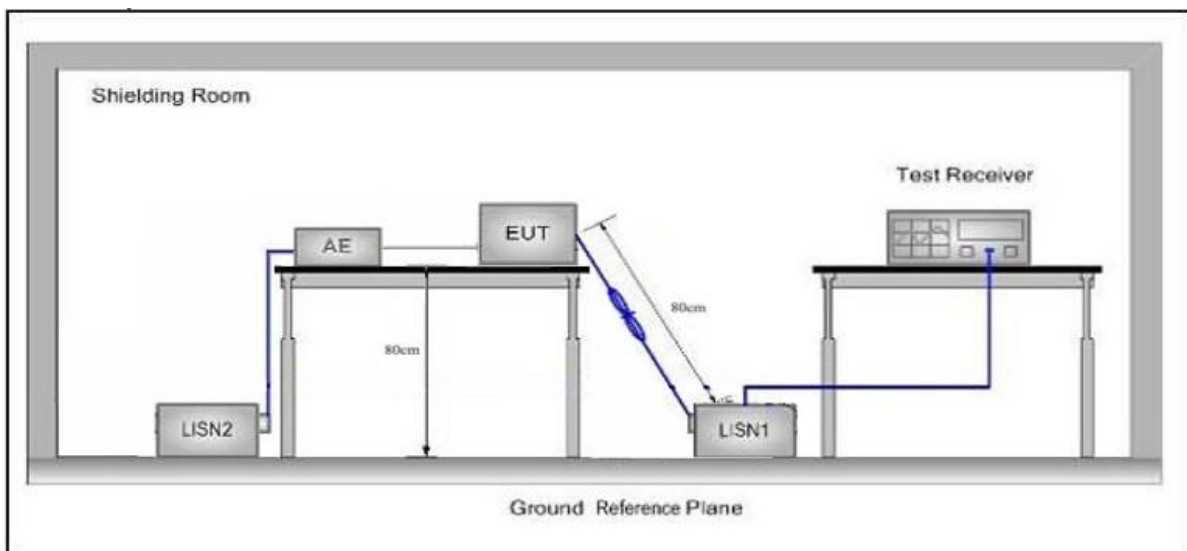 Shielding Room
Test Receiver
AE
EUT
80cm
80cm
LISN2
LISN1
Ground Reference Plane